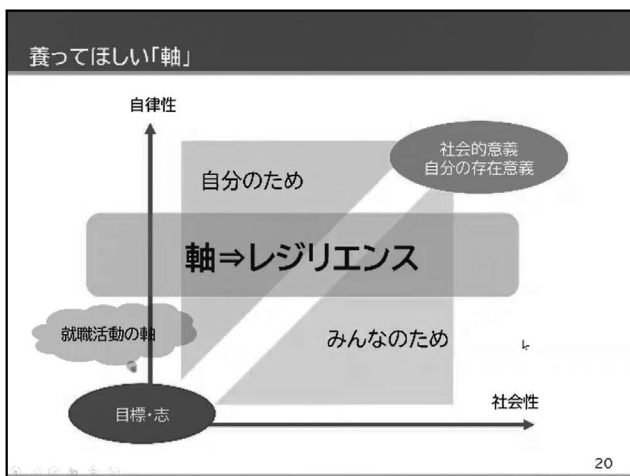 養ってほしい「軸」
自律性
社会的意義
自分の存在意義
自分のため
軸⇒レジリエンス
就職活動の軸
みんなのため
目標・志
社会性
20